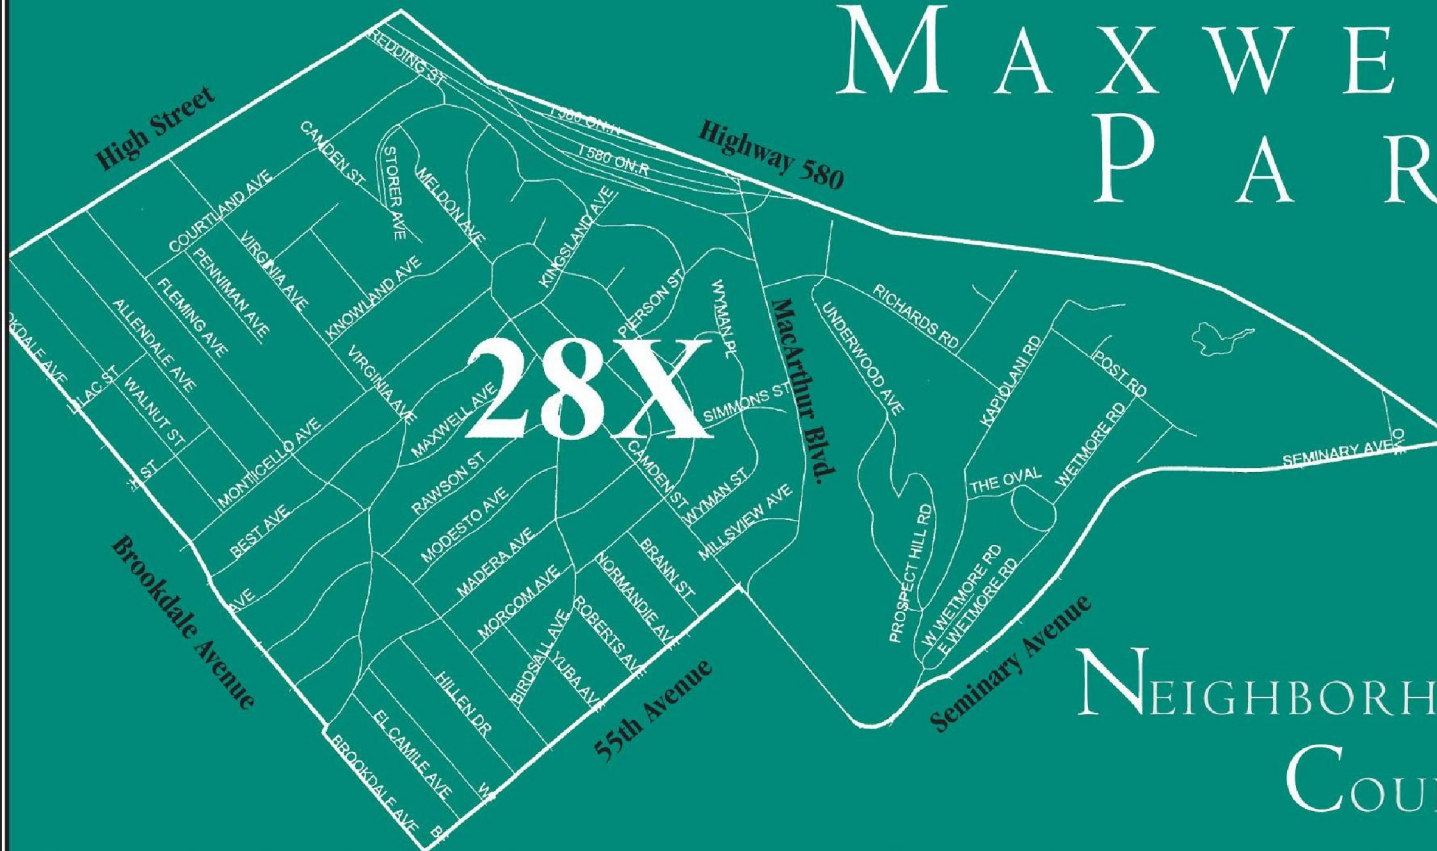 MAXWE
PAR
REDDING ST
I 580 ON.R
High Street
Highway 580
CAMDEN ST
STORER AVE
MELDON AVE
COURTLAND AVE
KINGSLAND AVE
VIRGINIA AVE
PENNIMAN AVE
KNOWLAND AVE
FLEMING AVE
ALLENDALE AVE
PIERSON ST
WYMAN PL
MacArthur Blvd.
UNDERWOOD AVE
RICHARDS RD
KAPIOLANI RD
POST RD
28X
VIRGINIA AVE
MAXWELL AVE
SIMMONS ST
KDALE AVE
LILAC ST
WALNUT ST
ST
MONTICELLO AVE
RAWSON ST
CAMDEN ST
WYMAN ST
MILLSVIEW AVE
WETMORE RD
THE OVAL
SEMINARY AVE
BEST AVE
MODESTO AVE
MADERA AVE
MORCOM AVE
BRANN ST
NORMANDIE AVE
ROBERTS AVE
BIRDSALL AVE
YUBA AVE
PROSPECT HILL RD
W WETMORE RD
E WETMORE RD
AVE
Brookdale Avenue
HILLEN DR
EL CAMILE AVE
BROOKDALE AVE
55th Avenue
Seminary Avenue
NEIGHBORH
COU